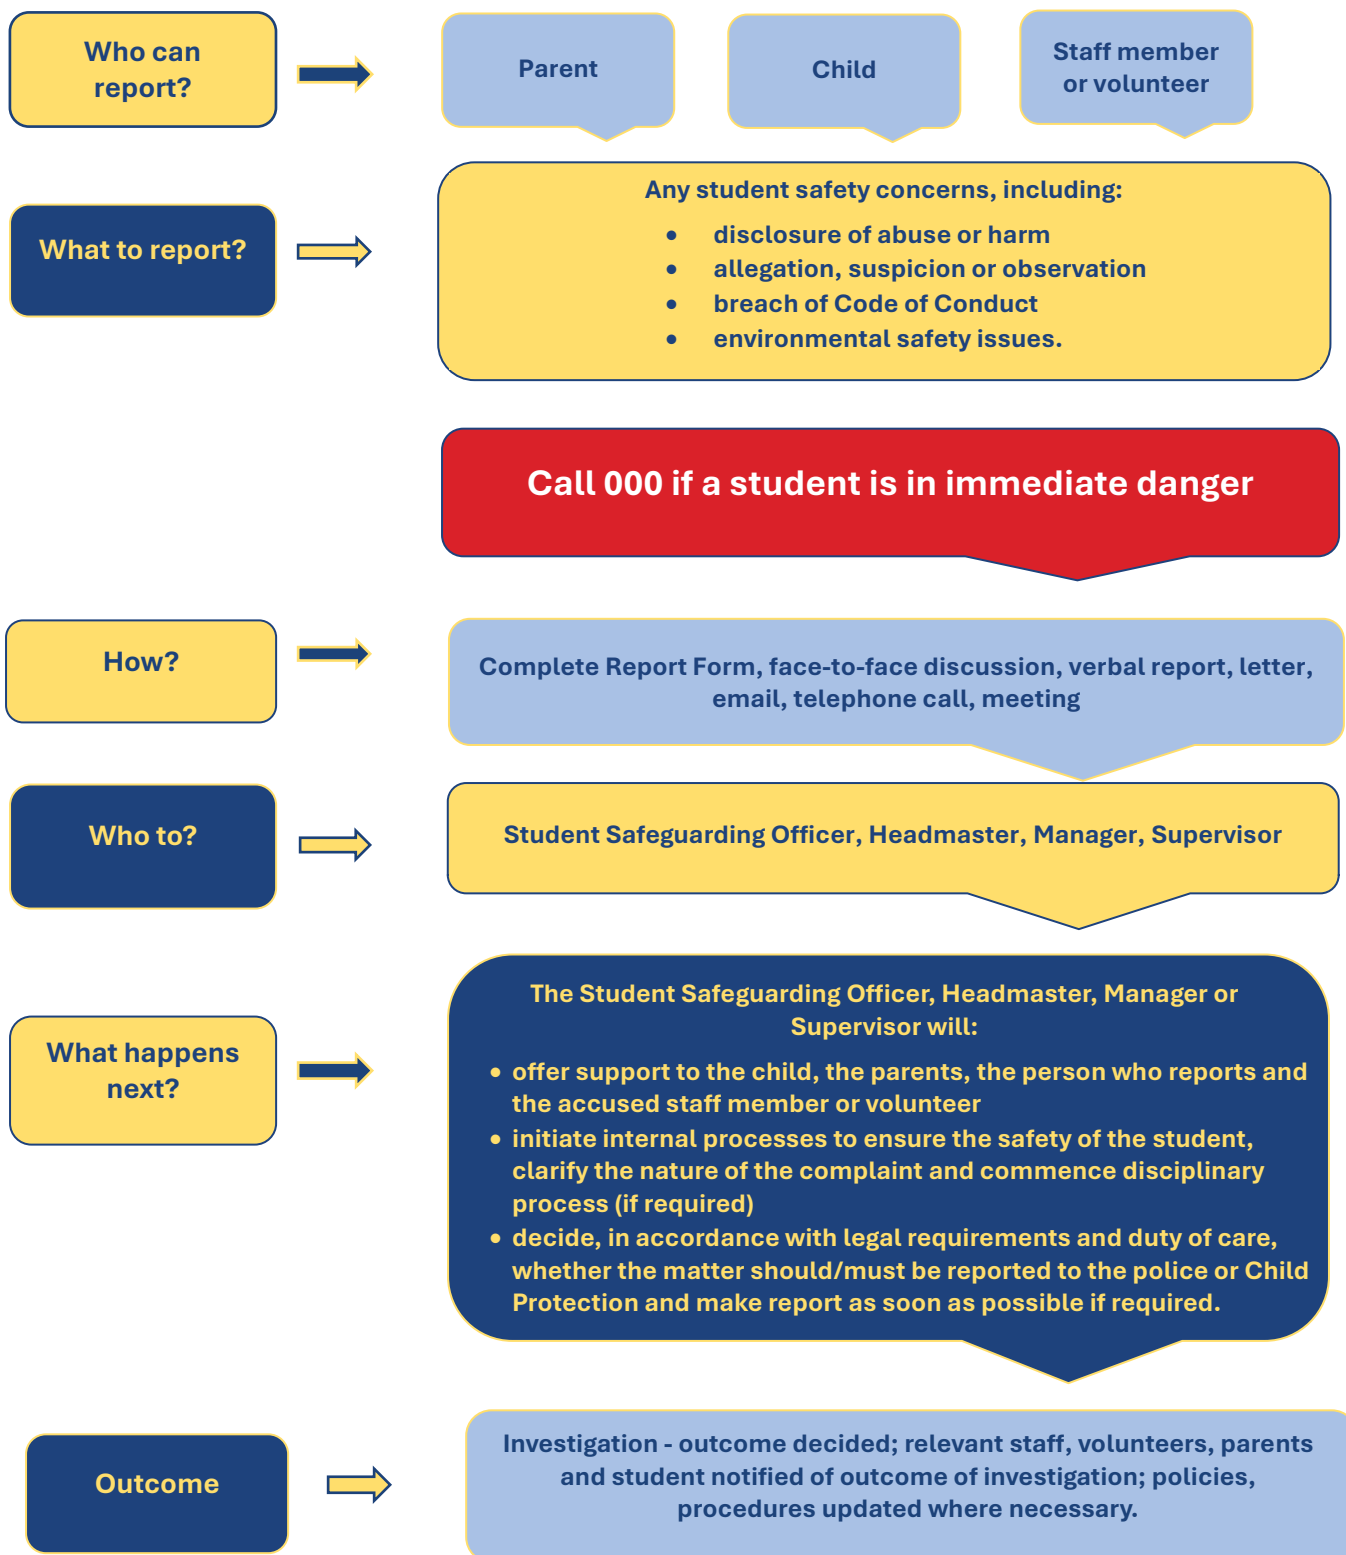 Who can
report?
Parent
Child
Staff member
or volunteer
What to report?
Any student safety concerns, including:
• disclosure of abuse or harm
• allegation, suspicion or observation
• breach of Code of Conduct
• environmental safety issues.
Call 000 if a student is in immediate danger
How?
Complete Report Form, face-to-face discussion, verbal report, letter,
email, telephone call, meeting
Who to?
Student Safeguarding Officer, Headmaster, Manager, Supervisor
What happens
next?
The Student Safeguarding Officer, Headmaster, Manager or
Supervisor will:
• offer support to the child, the parents, the person who reports and
the accused staff member or volunteer
• initiate internal processes to ensure the safety of the student,
clarify the nature of the complaint and commence disciplinary
process (if required)
• decide, in accordance with legal requirements and duty of care,
whether the matter should/must be reported to the police or Child
Protection and make report as soon as possible if required.
Outcome
Investigation - outcome decided; relevant staff, volunteers, parents
and student notified of outcome of investigation; policies,
procedures updated where necessary.